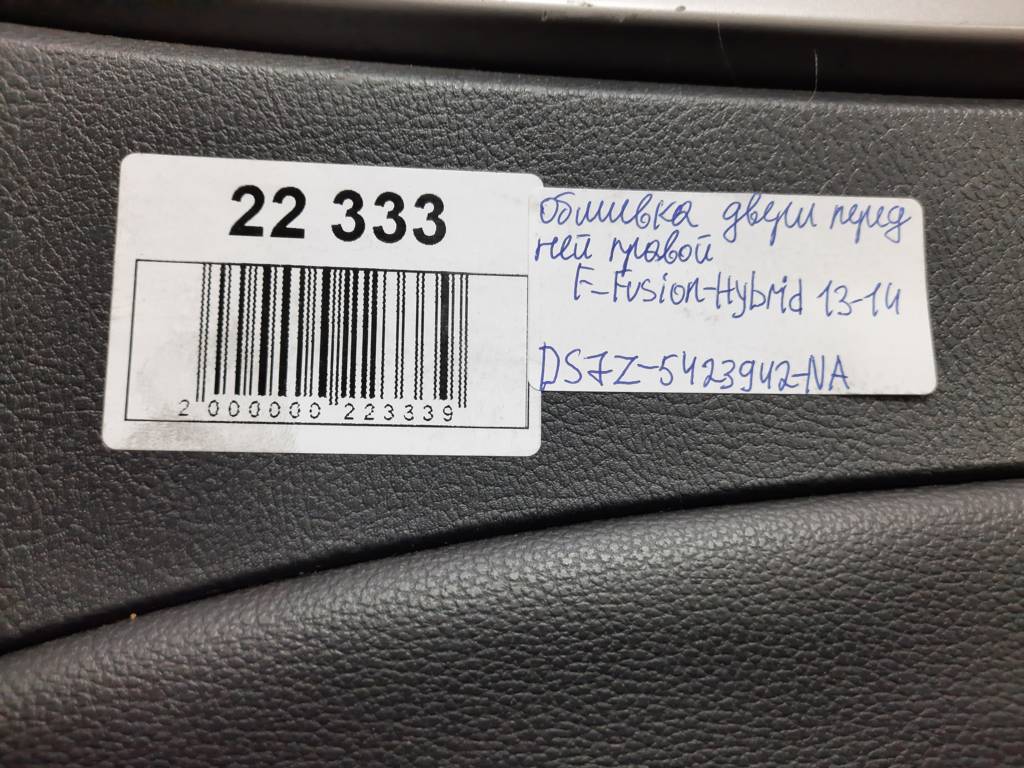 22 333
2 000000 223339
обшивка двери перед
ней правой
F-Fusion-Hybrid 13-14
DS7Z-5423942-NA